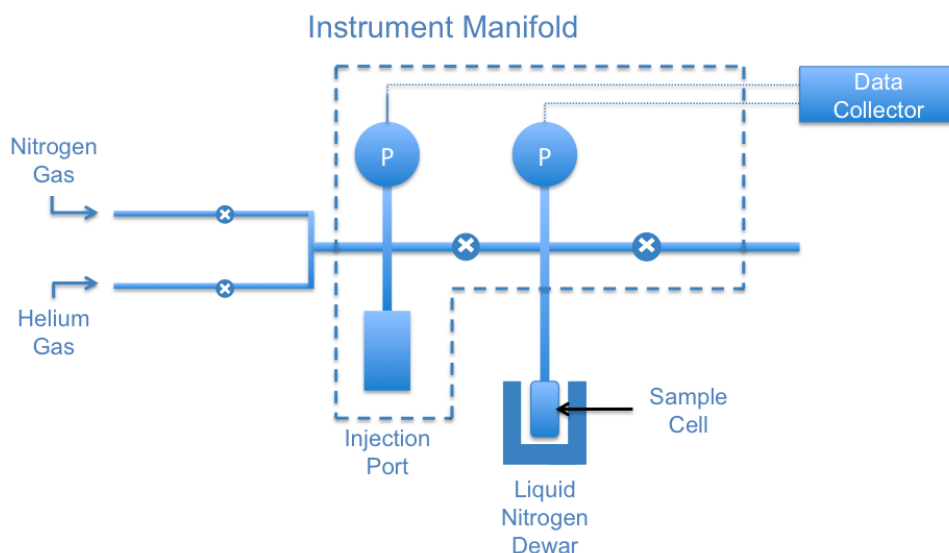 Instrument Manifold
Data
Collector
P
P
Nitrogen
Gas
Helium
Gas
Injection
Port
Sample
Cell
Liquid
Nitrogen
Dewar